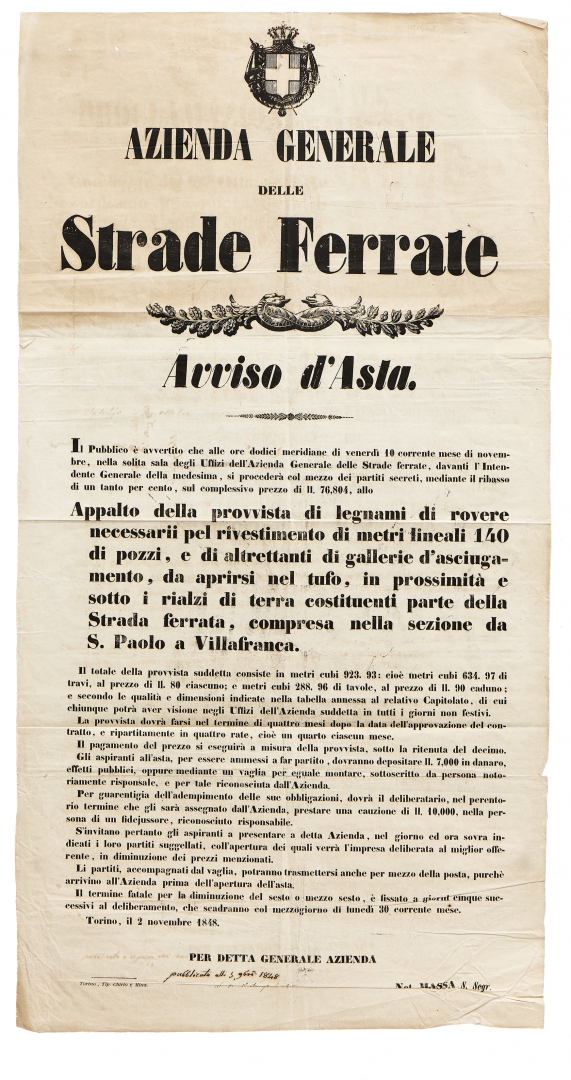 AZIENDA GENERALE
DELLE
Strade Ferrate
Avviso d'Asta.
Il Pubblico è avvertito che alle ore dodici meridiane di venerdì 10 corrente mese di novem-
bre, nella solita sala degli Uffizi dell'Azienda Generale delle Strade ferrate, davanti l'Inten-
dente Generale della medesima, si procederà col mezzo dei partiti secreti, mediante il ribasso
di un tanto per cento, sul complessivo prezzo di ll. 76,804, allo
Appalto della provvista di legnami di rovere
necessarii pel rivestimento di metri lineali 140
di pozzi, e di altrettanti di gallerie d'asciuga-
mento, da aprirsi nel tufo, in prossimità e
sotto i rialzi di terra costituenti parte della
Strada ferrata, compresa nella sezione da
S. Paolo a Villafranca.
Il totale della provvista suddetta consiste in metri cubi 923. 93: cioè metri cubi 634. 97 di
travi, al prezzo di ll. 80 ciascuno; e metri cubi 288. 96 di tavole, al prezzo di ll. 90 caduno;
e secondo le qualità e dimensioni indicate nella tabella annessa al relativo Capitolato, di cui
chiunque potrà aver visione negli Uffizi dell'Azienda suddetta in tutti i giorni non festivi.
La provvista dovrà farsi nel termine di quattro mesi dopo la data dell'approvazione del con-
tratto, e ripartitamente in quattro rate, cioè un quarto ciascun mese.
Il pagamento del prezzo si eseguirà a misura della provvista, sotto la ritenuta del decimo.
Gli aspiranti all'asta, per essere ammessi a far partito, dovranno depositare ll. 7,000 in danaro,
effetti pubblici, oppure mediante un vaglia per eguale montare, sottoscritto da persona noto-
riamente risponsale, e per tale riconosciuta dall'Azienda.
Per guarentigia dell'adempimento delle sue obbligazioni, dovrà il deliberatario, nel perento-
rio termine che gli sarà assegnato dall'Azienda, prestare una cauzione di ll. 10,000, nella per-
sona di un fidejussore, riconosciuto risponsabile.
S'invitano pertanto gli aspiranti a presentare a detta Azienda, nel giorno ed ora sovra in-
dicati i loro partiti suggellati, coll'apertura dei quali verrà l'impresa deliberata al miglior offe-
rente, in diminuzione dei prezzi menzionati.
Li partiti, accompagnati dal vaglia, potranno trasmettersi anche per mezzo della posta, purchè
arrivino all'Azienda prima dell'apertura dell'asta.
Il termine fatale per la diminuzione del sesto o mezzo sesto, è fissato a giorni cinque suc-
cessivi al deliberamento, che scadranno col mezzogiorno di lunedì 30 corrente mese.
Torino, il 2 novembre 1848.
PER DETTA GENERALE AZIENDA
pubblicato alli 3 9bre 1848
Torino, Tip. Chirio e Mina.
Not. MASSA S. Segr.